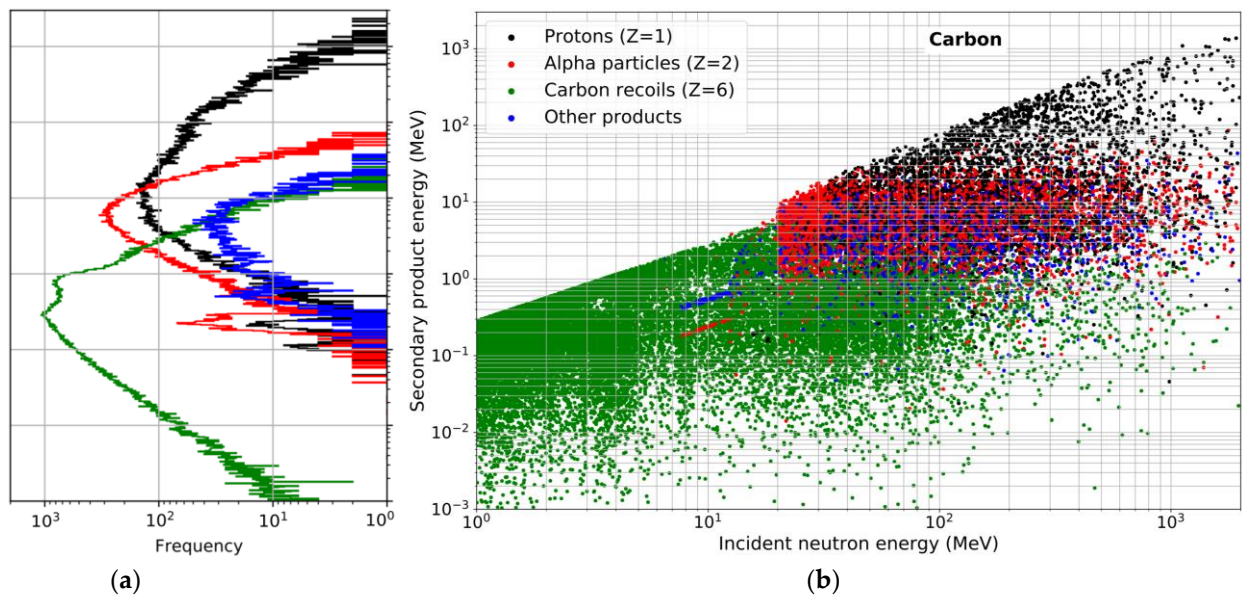 Carbon
Protons (Z=1)
Alpha particles (Z=2)
Carbon recoils (Z=6)
Other products
Secondary product energy (MeV)
10³
10²
10¹
10⁰
10⁻¹
10⁻²
10⁻³
10³ 10² 10¹ 10⁰
Frequency
10⁰ 10¹ 10² 10³
Incident neutron energy (MeV)
(a) (b)